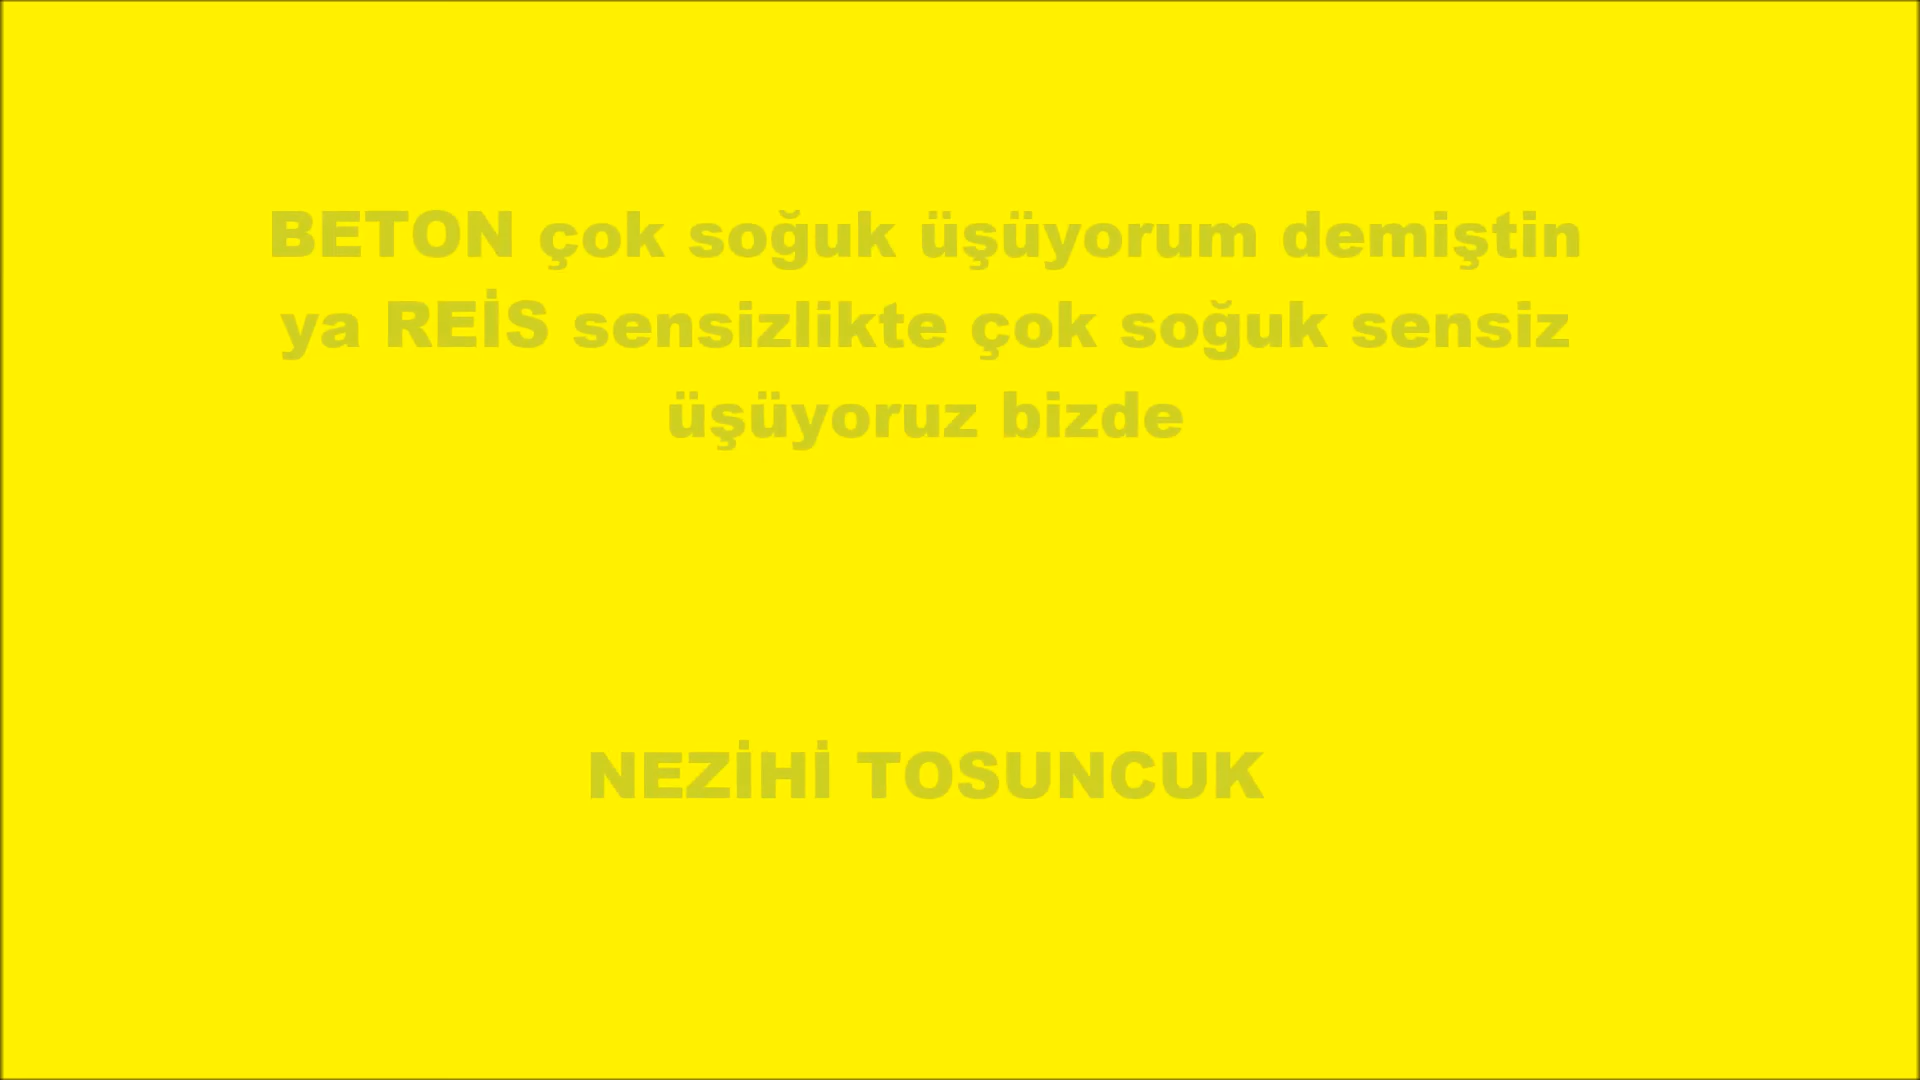 BETON çok soğuk üşüyorum demiştin
ya REİS sensizlikte çok soğuk sensiz
üşüyoruz bizde
NEZİHİ TOSUNCUK